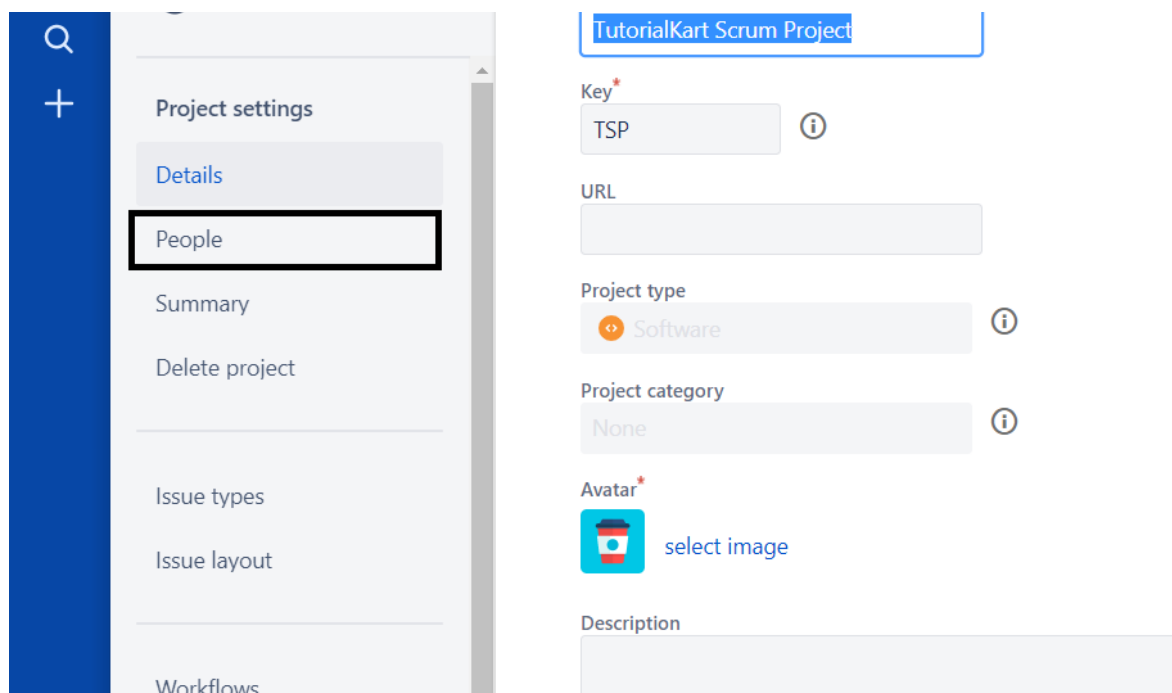 Project settings
Details
People
Summary
Delete project
Issue types
Issue layout
Workflows
TutorialKart Scrum Project
Key*
TSP
URL
Project type
Software
Project category
None
Avatar*
select image
Description